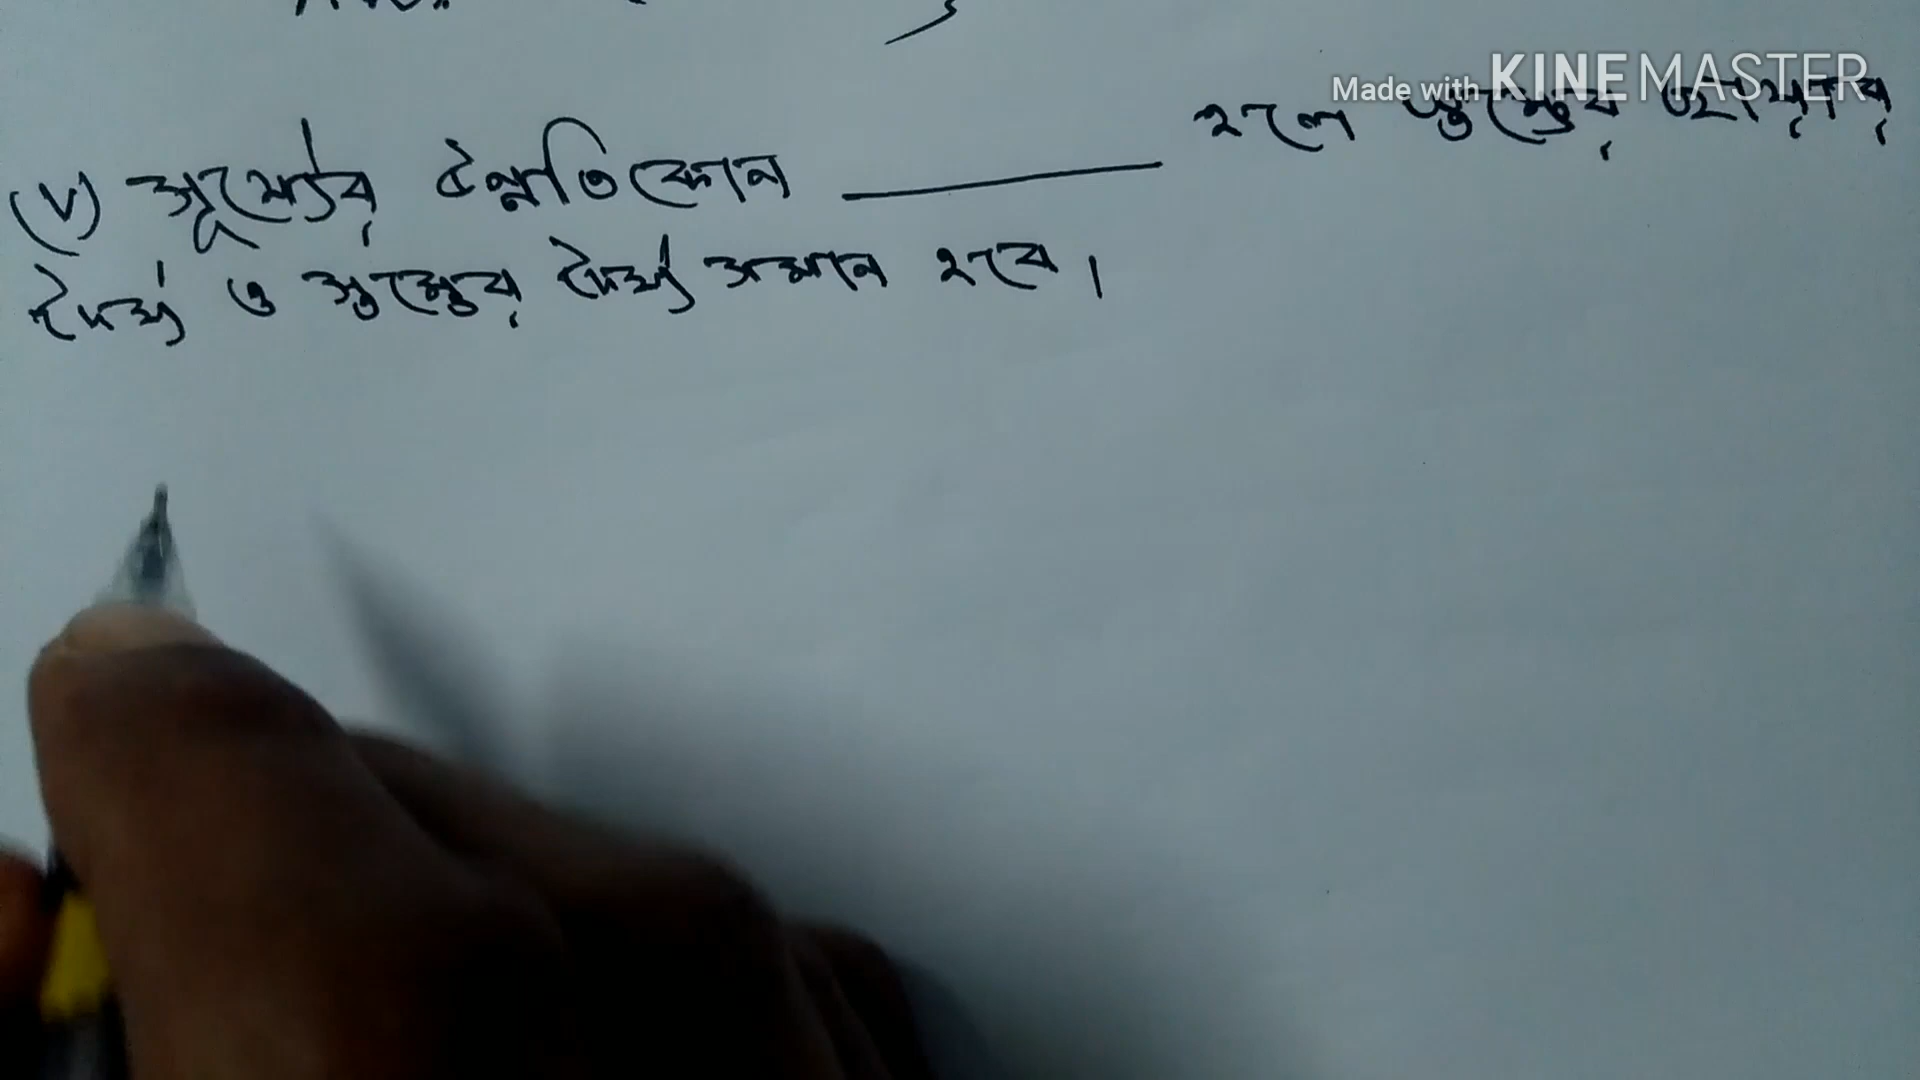 Made with KINEMASTER
(v) সূর্যের উন্নতি কোন ______ হলে স্তম্ভের ছায়ার
দৈর্ঘ্য ও স্তম্ভের দৈর্ঘ্য সমান হবে।